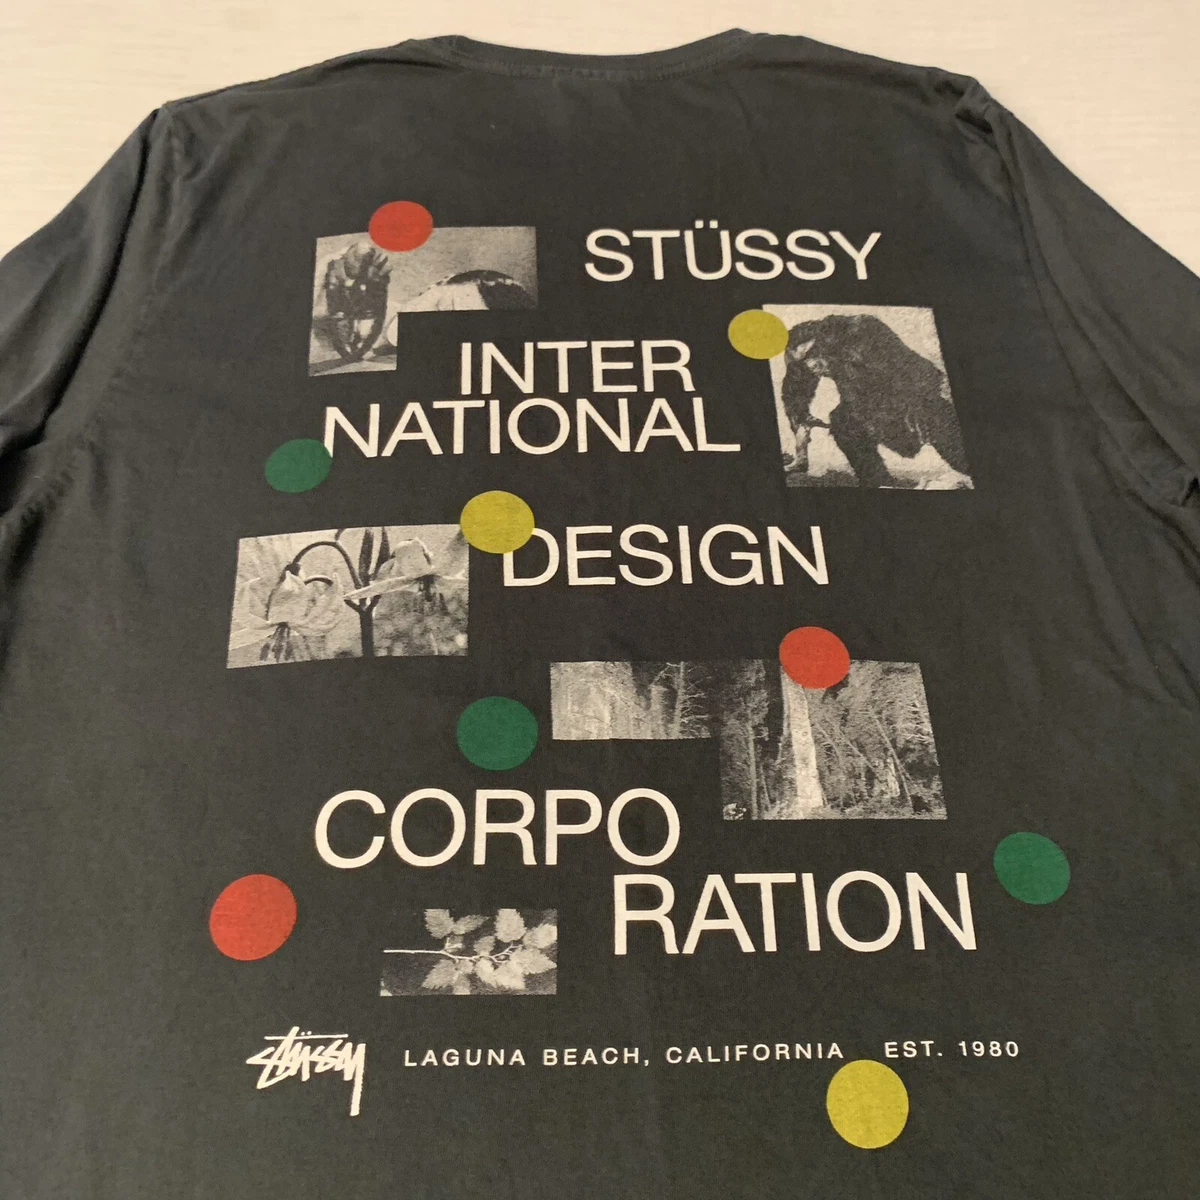 STÜSSY
INTER
NATIONAL
DESIGN
CORPO
RATION
STÜSSY LAGUNA BEACH, CALIFORNIA EST. 1980